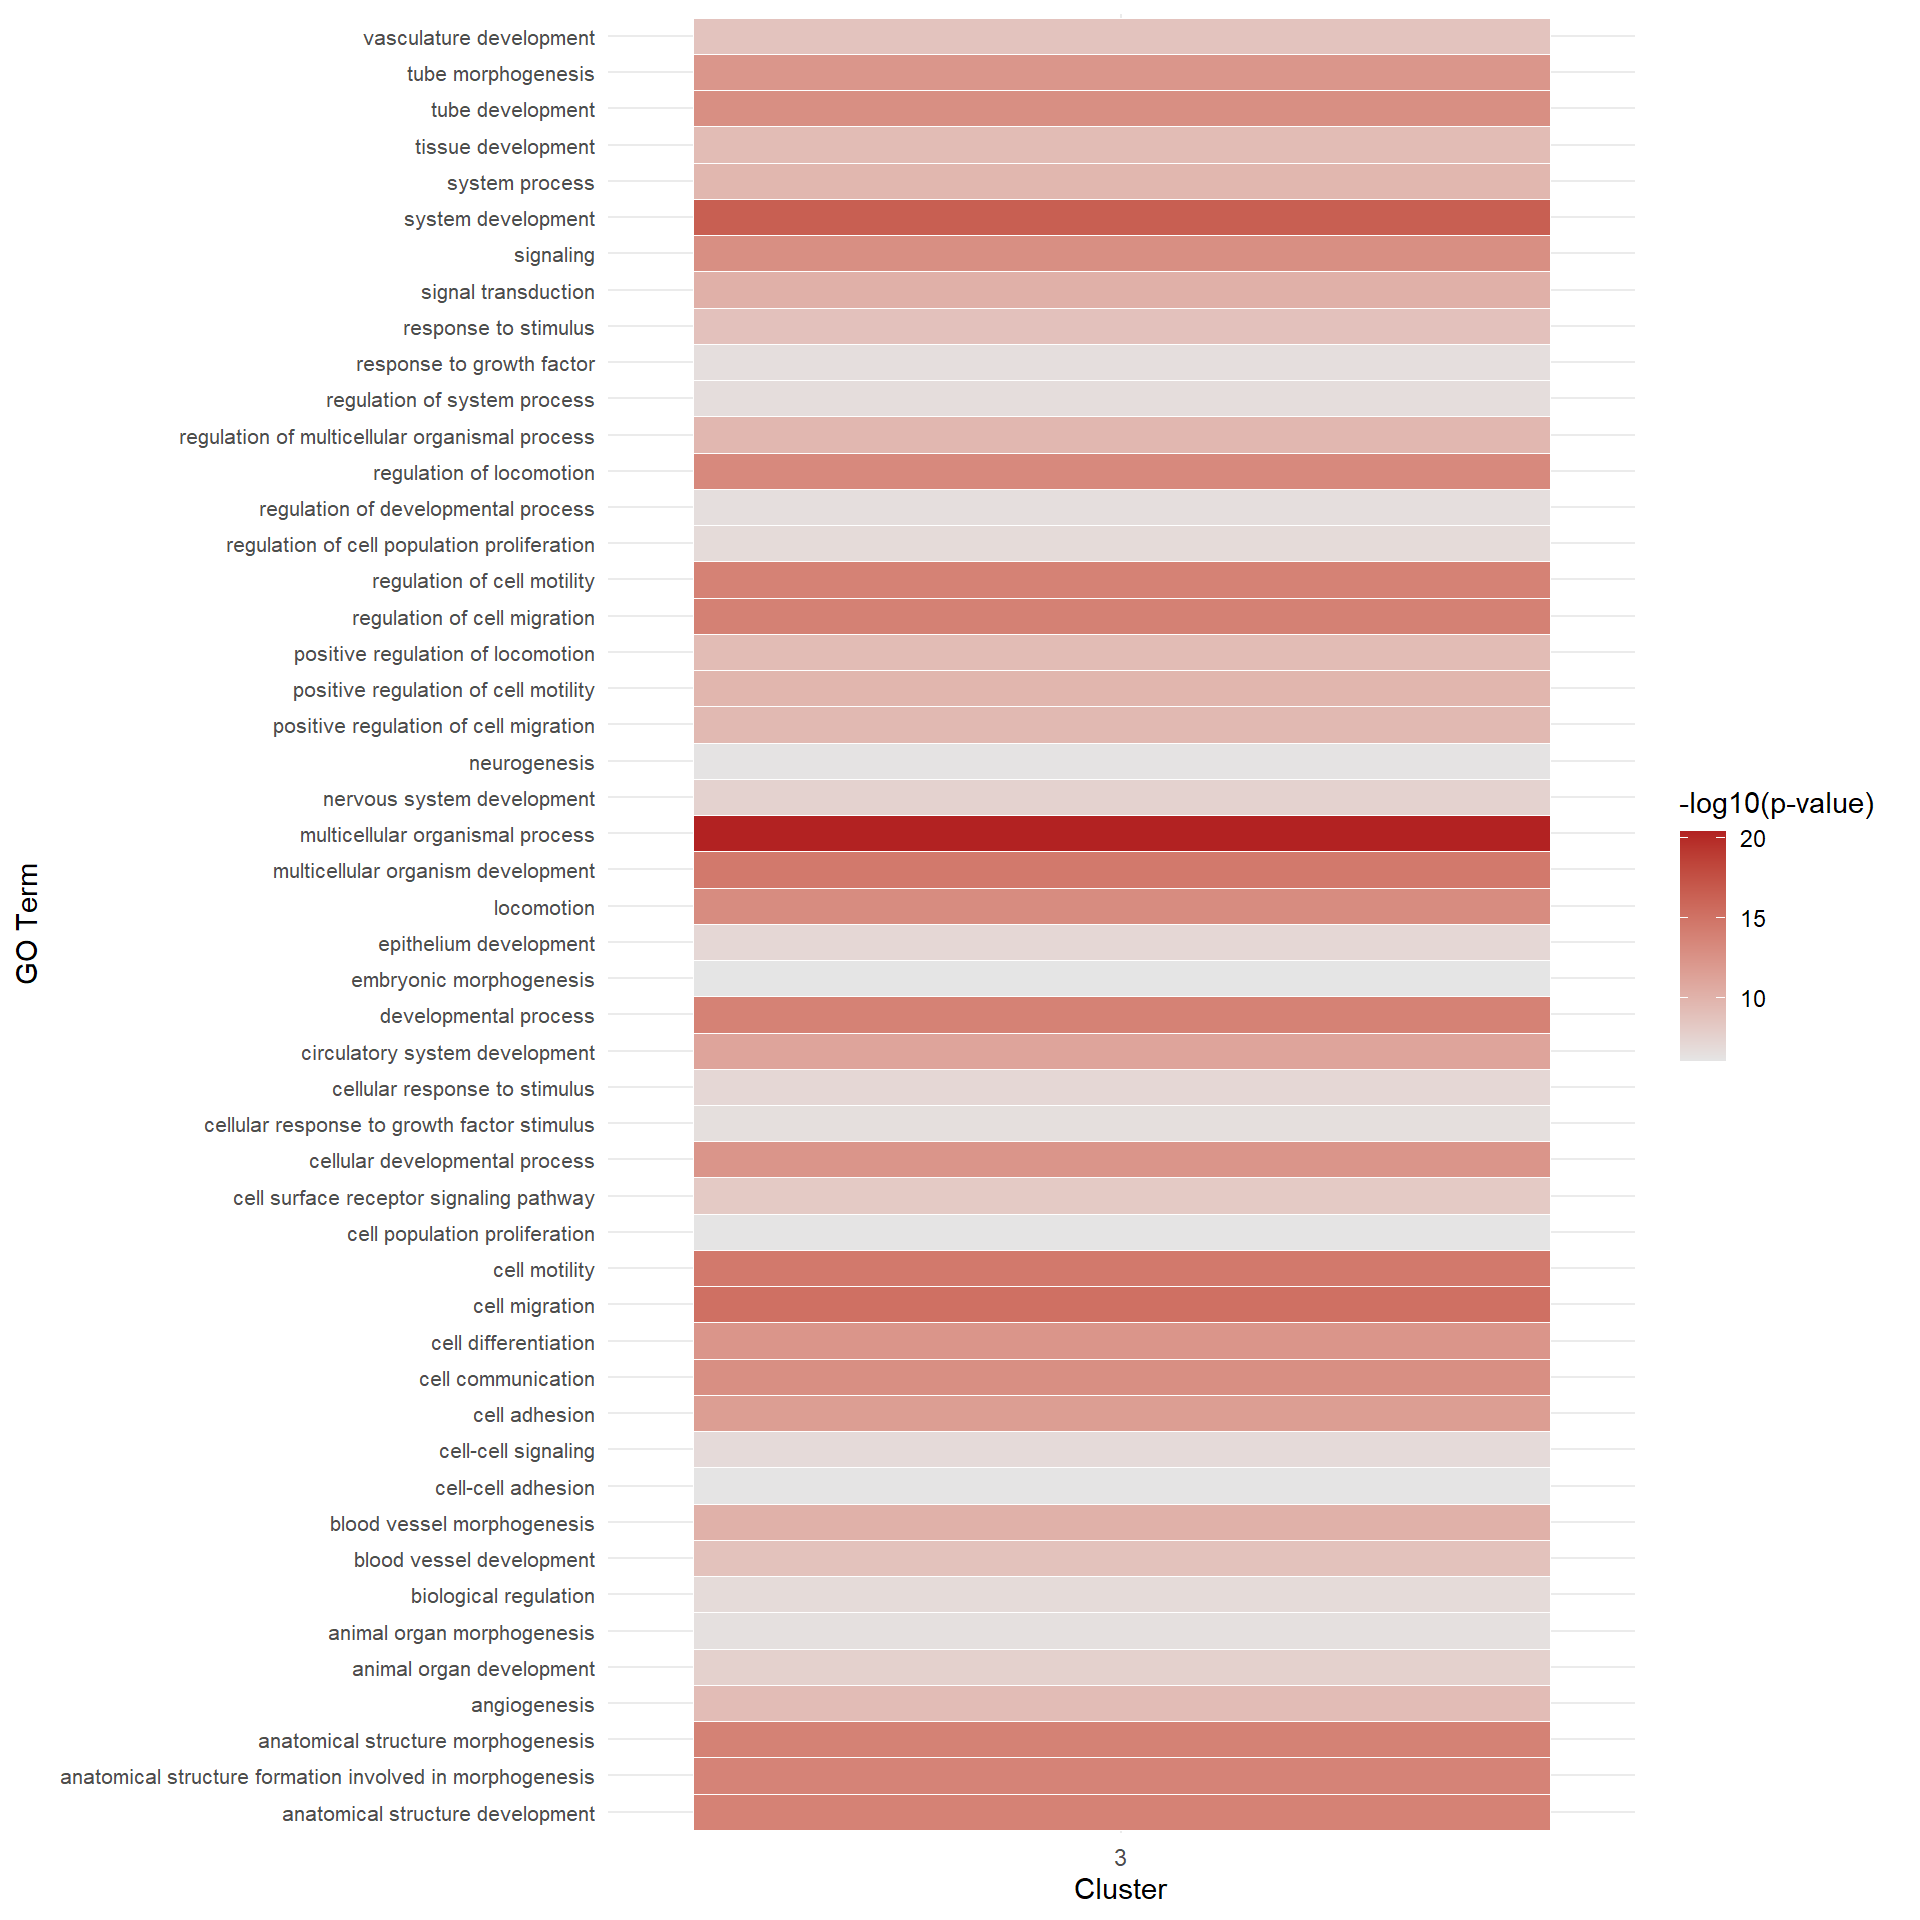 vasculature development
tube morphogenesis
tube development
tissue development
system process
system development
signaling
signal transduction
response to stimulus
response to growth factor
regulation of system process
regulation of multicellular organismal process
regulation of locomotion
regulation of developmental process
regulation of cell population proliferation
regulation of cell motility
regulation of cell migration
positive regulation of locomotion
positive regulation of cell motility
positive regulation of cell migration
neurogenesis
nervous system development
multicellular organismal process
multicellular organism development
locomotion
epithelium development
embryonic morphogenesis
developmental process
circulatory system development
cellular response to stimulus
cellular response to growth factor stimulus
cellular developmental process
cell surface receptor signaling pathway
cell population proliferation
cell motility
cell migration
cell differentiation
cell communication
cell adhesion
cell-cell signaling
cell-cell adhesion
blood vessel morphogenesis
blood vessel development
biological regulation
animal organ morphogenesis
animal organ development
angiogenesis
anatomical structure morphogenesis
anatomical structure formation involved in morphogenesis
anatomical structure development
GO Term
3
Cluster
-log10(p-value)
20
15
10